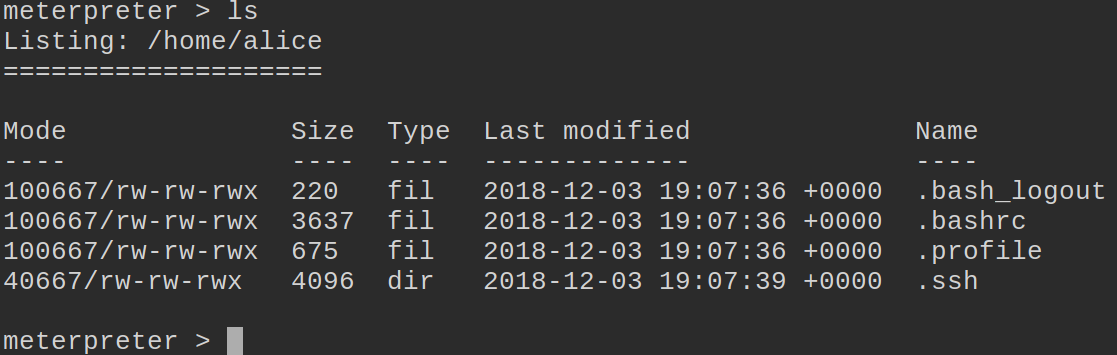 meterpreter > ls
Listing: /home/alice
====================
Mode              Size  Type  Last modified              Name
----              ----  ----  -------------              ----
100667/rw-rw-rwx  220   fil   2018-12-03 19:07:36 +0000  .bash_logout
100667/rw-rw-rwx  3637  fil   2018-12-03 19:07:36 +0000  .bashrc
100667/rw-rw-rwx  675   fil   2018-12-03 19:07:36 +0000  .profile
40667/rw-rw-rwx   4096  dir   2018-12-03 19:07:39 +0000  .ssh
meterpreter >